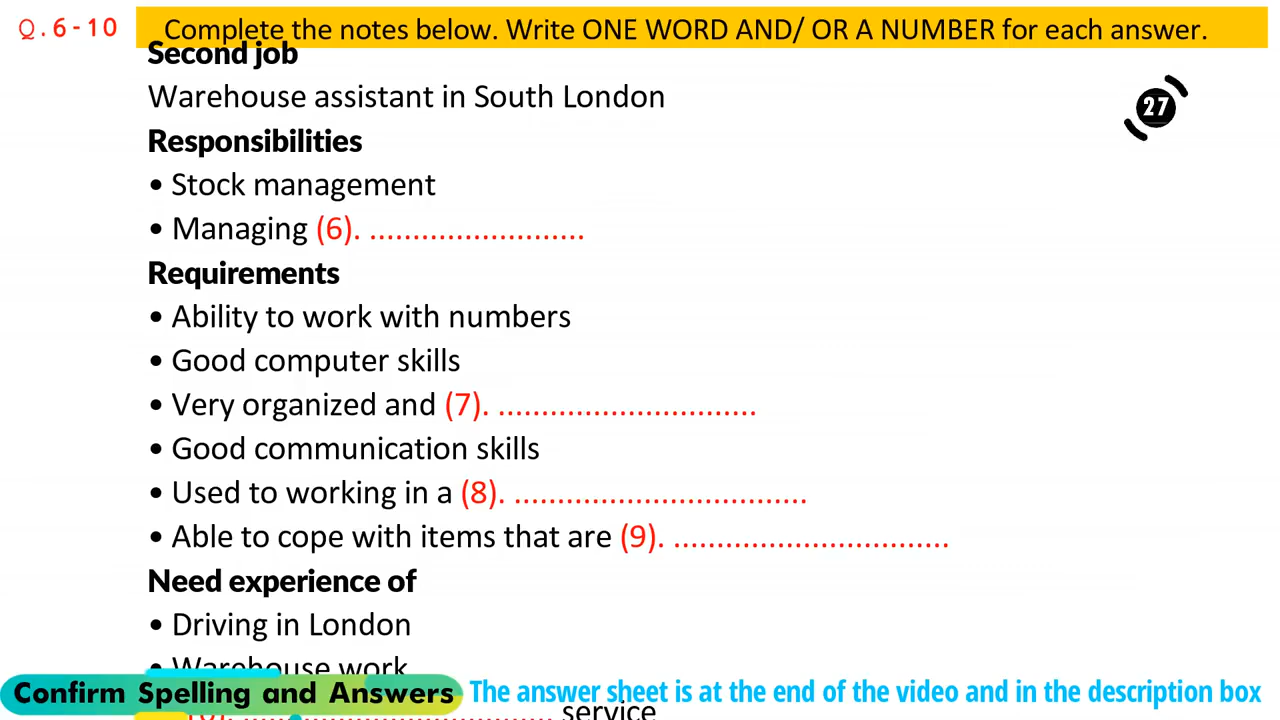 Q.6-10 Complete the notes below. Write ONE WORD AND/ OR A NUMBER for each answer.
Second job
Warehouse assistant in South London
27
Responsibilities
• Stock management
• Managing (6). .........................
Requirements
• Ability to work with numbers
• Good computer skills
• Very organized and (7). ..............................
• Good communication skills
• Used to working in a (8). ..................................
• Able to cope with items that are (9). ................................
Need experience of
• Driving in London
• Warehouse work
Confirm Spelling and Answers The answer sheet is at the end of the video and in the description box
service